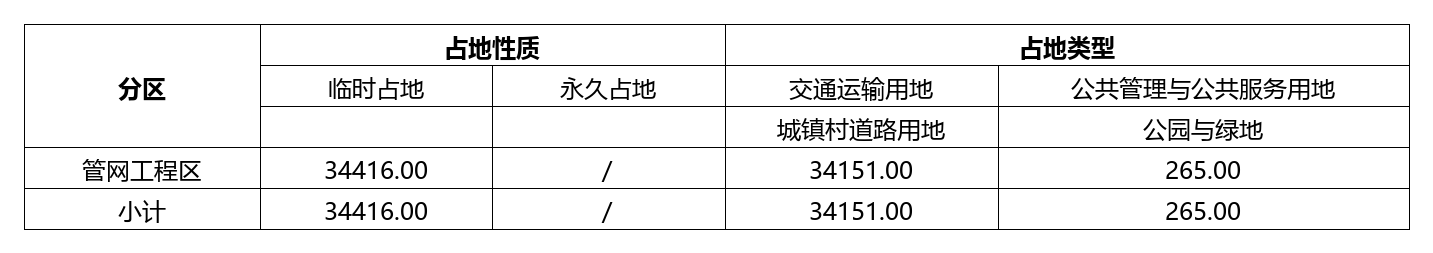 分区 占地性质 占地类型
临时占地 永久占地 交通运输用地 公共管理与公共服务用地
城镇村道路用地 公园与绿地
管网工程区 34416.00 / 34151.00 265.00
小计 34416.00 / 34151.00 265.00